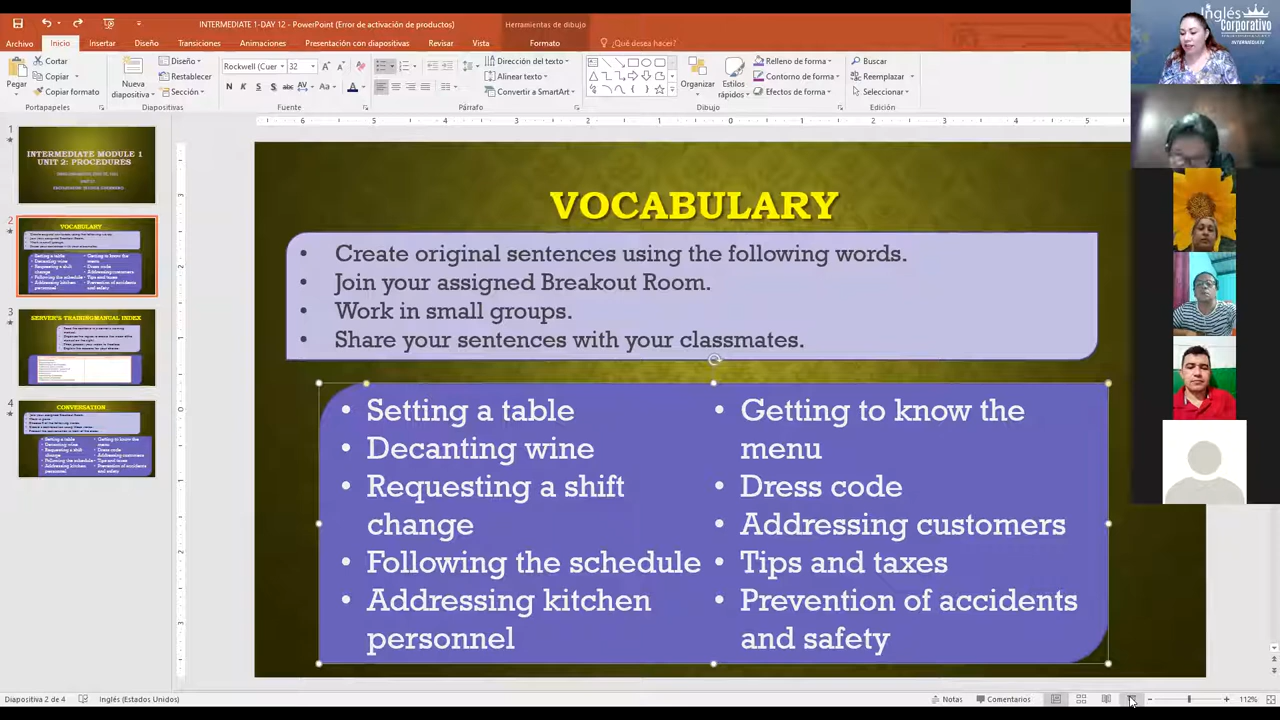 INTERMEDIATE 1-DAY 12 - PowerPoint (Error de activación de productos)
Herramientas de dibujo
Archivo
Inicio
Insertar
Diseño
Transiciones
Animaciones
Presentación con diapositivas
Revisar
Vista
Formato
¿Qué desea hacer?
Pegar
Cortar
Copiar
Copiar formato
Portapapeles
Nueva
diapositiva
Diseño
Restablecer
Sección
Diapositivas
Rockwell (Cuer
32
Fuente
Dirección del texto
Alinear texto
Convertir a SmartArt
Párrafo
Organizar
Estilos
rápidos
Relleno de forma
Contorno de forma
Efectos de forma
Dibujo
Buscar
Reemplazar
Seleccionar
Edición
Inglés
Corporativo
INTERMEDIATE
1
INTERMEDIATE MODULE 1
UNIT 2: PROCEDURES
2
VOCABULARY
3
SERVER'S TRAINING MANUAL INDEX
4
CONVERSATION
VOCABULARY
• Create original sentences using the following words.
• Join your assigned Breakout Room.
• Work in small groups.
• Share your sentences with your classmates.
• Setting a table
• Decanting wine
• Requesting a shift
change
• Following the schedule
• Addressing kitchen
personnel
• Getting to know the
menu
• Dress code
• Addressing customers
• Tips and taxes
• Prevention of accidents
and safety
Diapositiva 2 de 4
Inglés (Estados Unidos)
Notas
Comentarios
112%